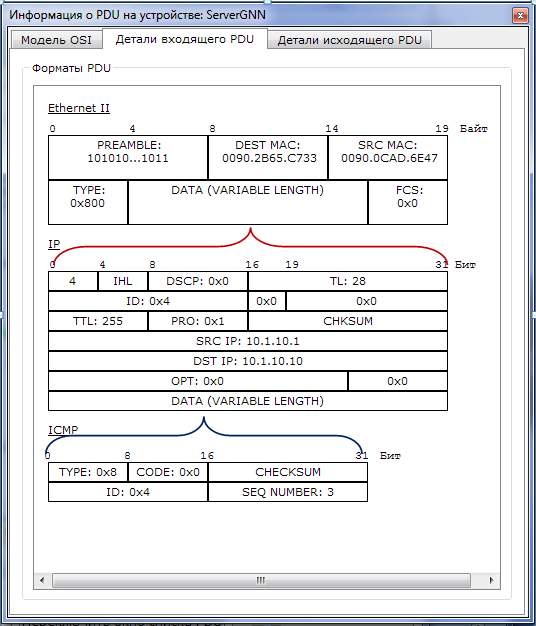 Информация о PDU на устройстве: ServerGNN
Модель OSI Детали входящего PDU Детали исходящего PDU
Форматы PDU
Ethernet II
0 4 8 14 19 Байт
PREAMBLE: DEST MAC: SRC MAC:
101010...1011 0090.2B65.C733 0090.0CAD.6E47
TYPE: DATA (VARIABLE LENGTH) FCS:
0x800 0x0
IP
0 4 8 16 19 31 Бит
4 IHL DSCP: 0x0 TL: 28
ID: 0x4 0x0 0x0
TTL: 255 PRO: 0x1 CHKSUM
SRC IP: 10.1.10.1
DST IP: 10.1.10.10
OPT: 0x0 0x0
DATA (VARIABLE LENGTH)
ICMP
0 8 16 31 Бит
TYPE: 0x8 CODE: 0x0 CHECKSUM
ID: 0x4 SEQ NUMBER: 3